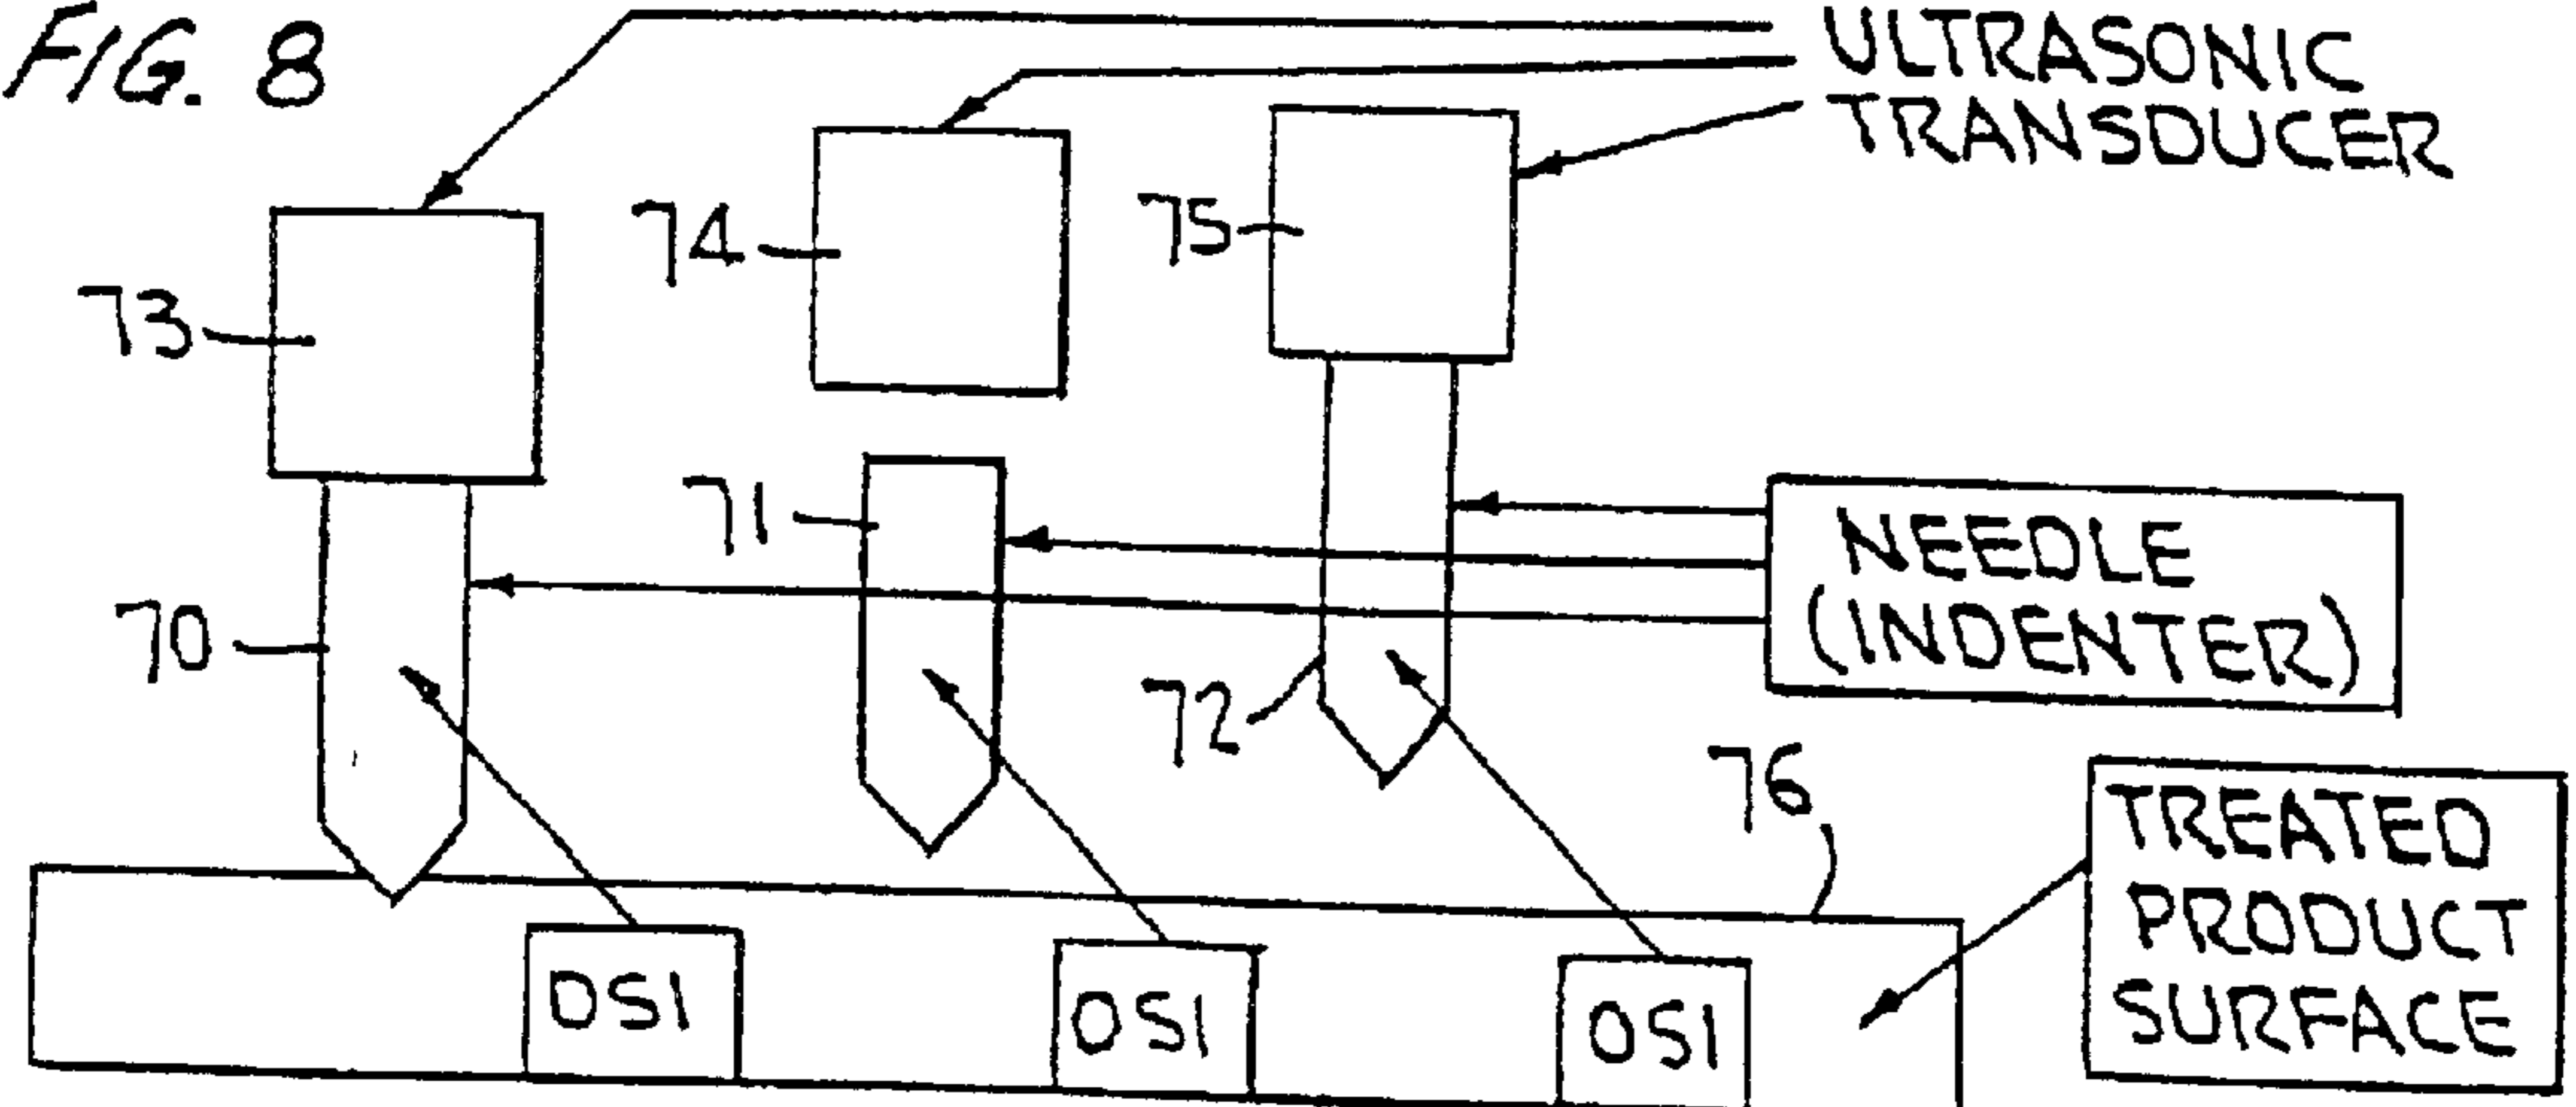 FIG. 8
ULTRASONIC
TRANSDUCER
73
74
75
70
71
72
NEEDLE
(INDENTER)
76
TREATED
PRODUCT
SURFACE
OSI
OSI
OSI